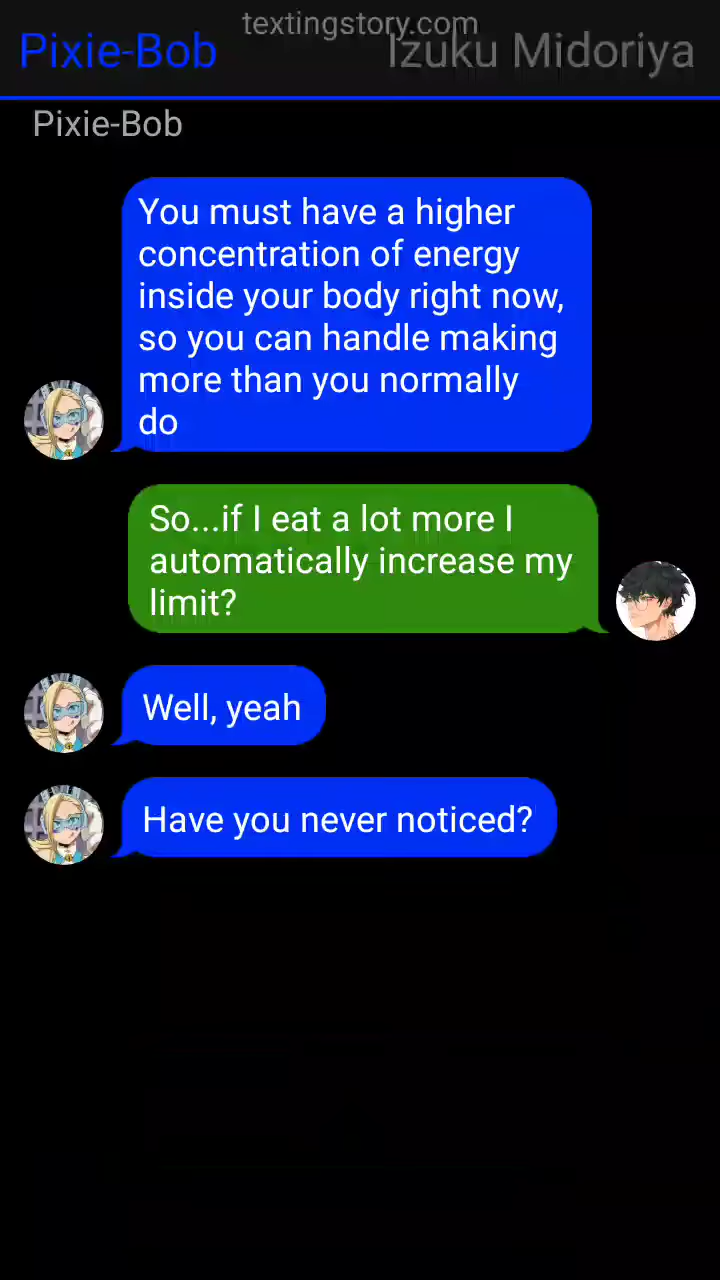 textingstory.com
Pixie-Bob
Izuku Midoriya
Pixie-Bob
You must have a higher
concentration of energy
inside your body right now,
so you can handle making
more than you normally
do
So...if I eat a lot more I
automatically increase my
limit?
Well, yeah
Have you never noticed?